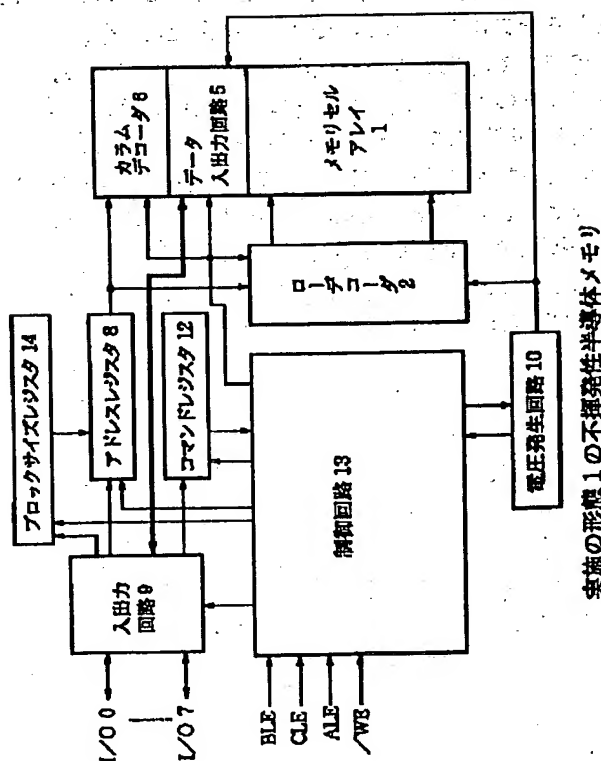 ブロックサイズレジスタ 14
カラム
デコーダ 6
データ
入出力回路 5
メモリセル
アレイ
1
アドレスレジスタ 8
コマンドレジスタ 12
ローデコーダ 2
入出力
回路 9
制御回路 13
電圧発生回路 10
I/O 0
I/O 7
BLE
CLE
ALE
/WE
実施の形態1の不揮発性半導体メモリ